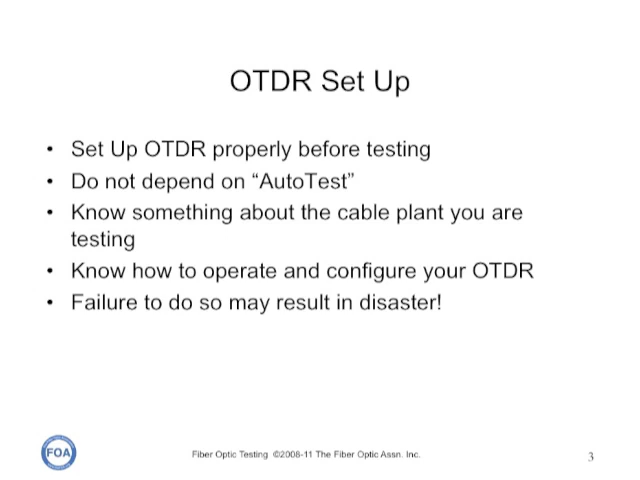 OTDR Set Up
• Set Up OTDR properly before testing
• Do not depend on “AutoTest”
• Know something about the cable plant you are
testing
• Know how to operate and configure your OTDR
• Failure to do so may result in disaster!
FOA
Fiber Optic Testing ©2008-11 The Fiber Optic Assn. Inc.
3